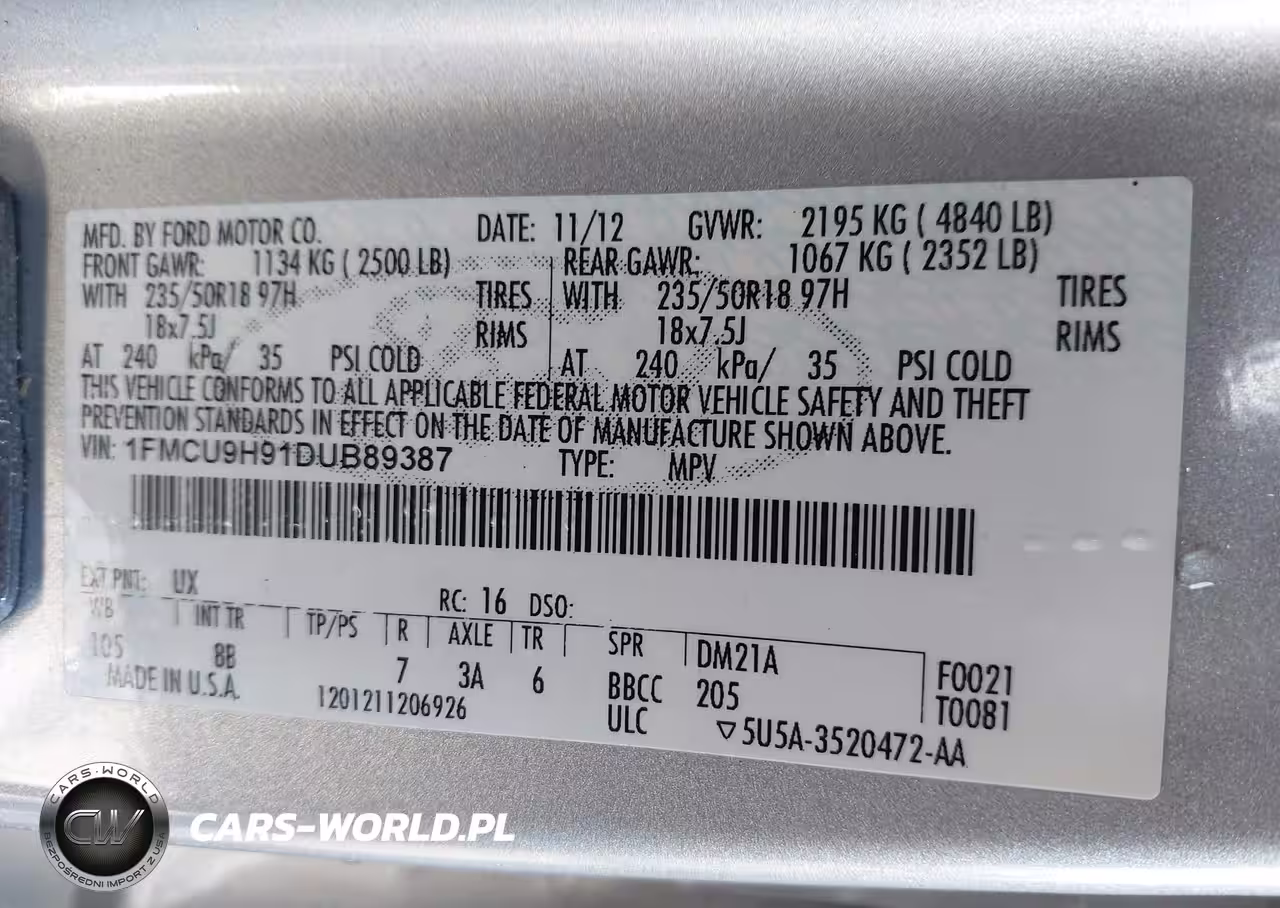 MFD. BY FORD MOTOR CO. DATE: 11/12 GVWR: 2195 KG ( 4840 LB)
FRONT GAWR: 1134 KG ( 2500 LB) REAR GAWR: 1067 KG ( 2352 LB)
WITH 235/50R18 97H TIRES WITH 235/50R18 97H TIRES
18x7.5J RIMS 18x7.5J RIMS
AT 240 kPa/ 35 PSI COLD AT 240 kPa/ 35 PSI COLD
THIS VEHICLE CONFORMS TO ALL APPLICABLE FEDERAL MOTOR VEHICLE SAFETY AND THEFT
PREVENTION STANDARDS IN EFFECT ON THE DATE OF MANUFACTURE SHOWN ABOVE.
VIN: 1FMCU9H91DUB89387 TYPE: MPV
EXT PNT: UX RC: 16 DSO:
WB INT TR TP/PS R AXLE TR SPR DM21A F0021
105 8B 7 3A 6 BBCC 205 T0081
MADE IN U.S.A. 1201211206926 ULC ▽5U5A-3520472-AA
CARS-WORLD
CW
BEZPOŚREDNI IMPORT Z USA
CARS-WORLD.PL